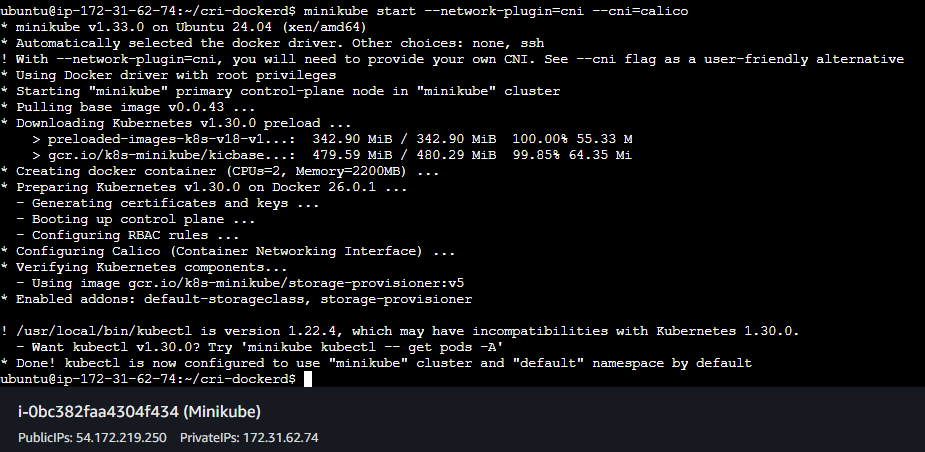 ubuntu@ip-172-31-62-74:~/cri-dockerd$ minikube start --network-plugin=cni --cni=calico
* minikube v1.33.0 on Ubuntu 24.04 (xen/amd64)
* Automatically selected the docker driver. Other choices: none, ssh
! With --network-plugin=cni, you will need to provide your own CNI. See --cni flag as a user-friendly alternative
* Using Docker driver with root privileges
* Starting "minikube" primary control-plane node in "minikube" cluster
* Pulling base image v0.0.43 ...
* Downloading Kubernetes v1.30.0 preload ...
    > preloaded-images-k8s-v18-v1...:  342.90 MiB / 342.90 MiB  100.00% 55.33 M
    > gcr.io/k8s-minikube/kicbase...:  479.59 MiB / 480.29 MiB  99.85% 64.35 Mi
* Creating docker container (CPUs=2, Memory=2200MB) ...
* Preparing Kubernetes v1.30.0 on Docker 26.0.1 ...
  - Generating certificates and keys ...
  - Booting up control plane ...
  - Configuring RBAC rules ...
* Configuring Calico (Container Networking Interface) ...
* Verifying Kubernetes components...
  - Using image gcr.io/k8s-minikube/storage-provisioner:v5
* Enabled addons: default-storageclass, storage-provisioner
! /usr/local/bin/kubectl is version 1.22.4, which may have incompatibilities with Kubernetes 1.30.0.
  - Want kubectl v1.30.0? Try 'minikube kubectl -- get pods -A'
* Done! kubectl is now configured to use "minikube" cluster and "default" namespace by default
ubuntu@ip-172-31-62-74:~/cri-dockerd$
i-0bc382faa4304f434 (Minikube)
PublicIPs: 54.172.219.250 PrivateIPs: 172.31.62.74